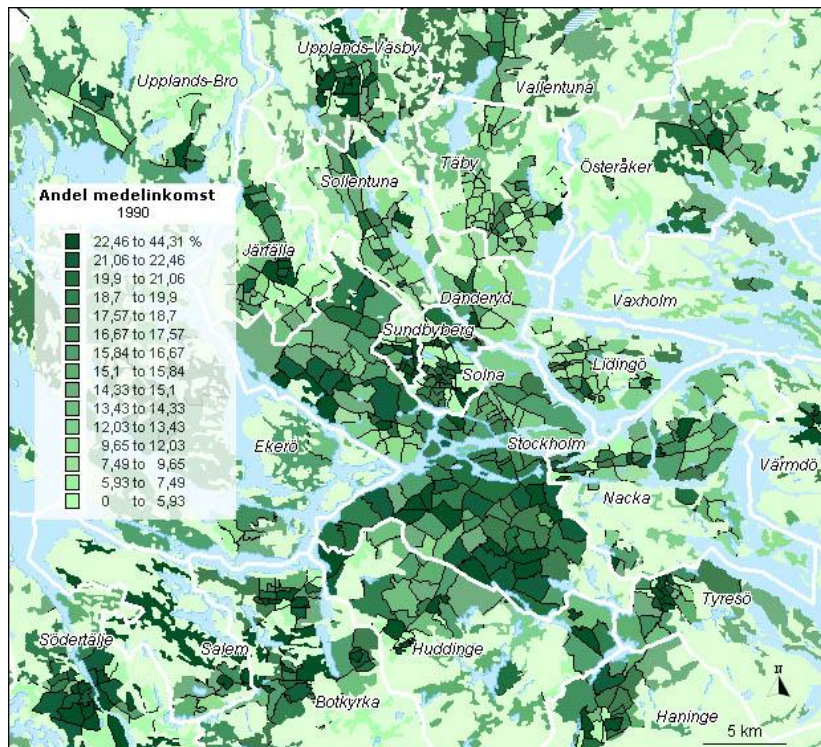 Upplands-Väsby
Upplands-Bro
Vallentuna
Täby
Österåker
Sollentuna
Andel medelinkomst
1990
22,46 to 44,31 %
21,06 to 22,46
19,9 to 21,06
18,7 to 19,9
17,57 to 18,7
16,67 to 17,57
15,84 to 16,67
15,1 to 15,84
14,33 to 15,1
13,43 to 14,33
12,03 to 13,43
9,65 to 12,03
7,49 to 9,65
5,93 to 7,49
0 to 5,93
Järfälla
Danderyd
Vaxholm
Sundbyberg
Lidingö
Solna
Ekerö
Stockholm
Värmdö
Nacka
Tyresö
Södertälje
Salem
Huddinge
Botkyrka
N
Haninge
5 km